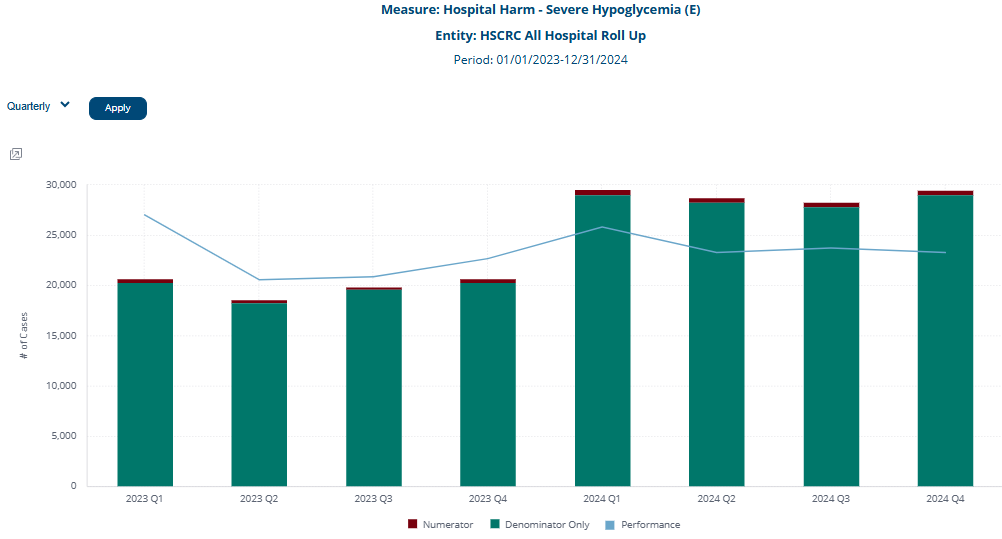 Measure: Hospital Harm - Severe Hypoglycemia (E)
Entity: HSCRC All Hospital Roll Up
Period: 01/01/2023-12/31/2024
Quarterly
Apply
30,000
25,000
20,000
15,000
10,000
5,000
0
# of Cases
2023 Q1
2023 Q2
2023 Q3
2023 Q4
2024 Q1
2024 Q2
2024 Q3
2024 Q4
Numerator
Denominator Only
Performance